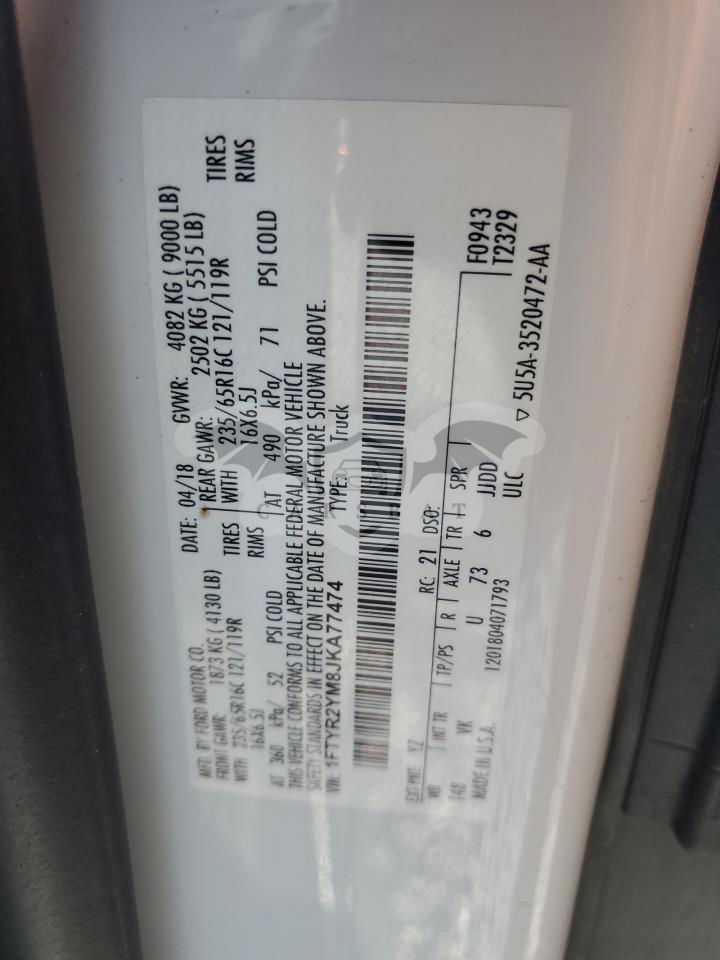 MFD. BY FORD MOTOR CO.
DATE: 04/18 GVWR: 4082 KG ( 9000 LB)
FRONT GAWR: 1873 KG ( 4130 LB) REAR GAWR: 2502 KG ( 5515 LB)
WITH 235/65R16C 121/119R TIRES WITH 235/65R16C 121/119R TIRES
16X6.5J RIMS 16X6.5J RIMS
AT 360 kPa/ 52 PSI COLD AT 490 kPa/ 71 PSI COLD
THIS VEHICLE CONFORMS TO ALL APPLICABLE FEDERAL MOTOR VEHICLE
SAFETY STANDARDS IN EFFECT ON THE DATE OF MANUFACTURE SHOWN ABOVE.
VIN: 1FTYR2YM8JKA77474 TYPE: Truck
F0943
T2329
EXT PNT: YZ RC: 21 DSO:
WB INT TR TP/PS R AXLE TR SPR
148 VK U 73 6 JJDD
MADE IN U.S.A. 1201804071793 ULC
▽ 5U5A-3520472-AA